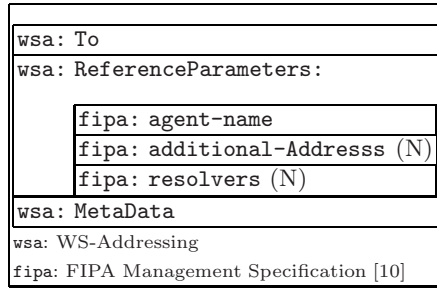 wsa: To
wsa: ReferenceParameters:
fipa: agent-name
fipa: additional-Addresss (N)
fipa: resolvers (N)
wsa: MetaData
wsa: WS-Addressing
fipa: FIPA Management Specification [10]